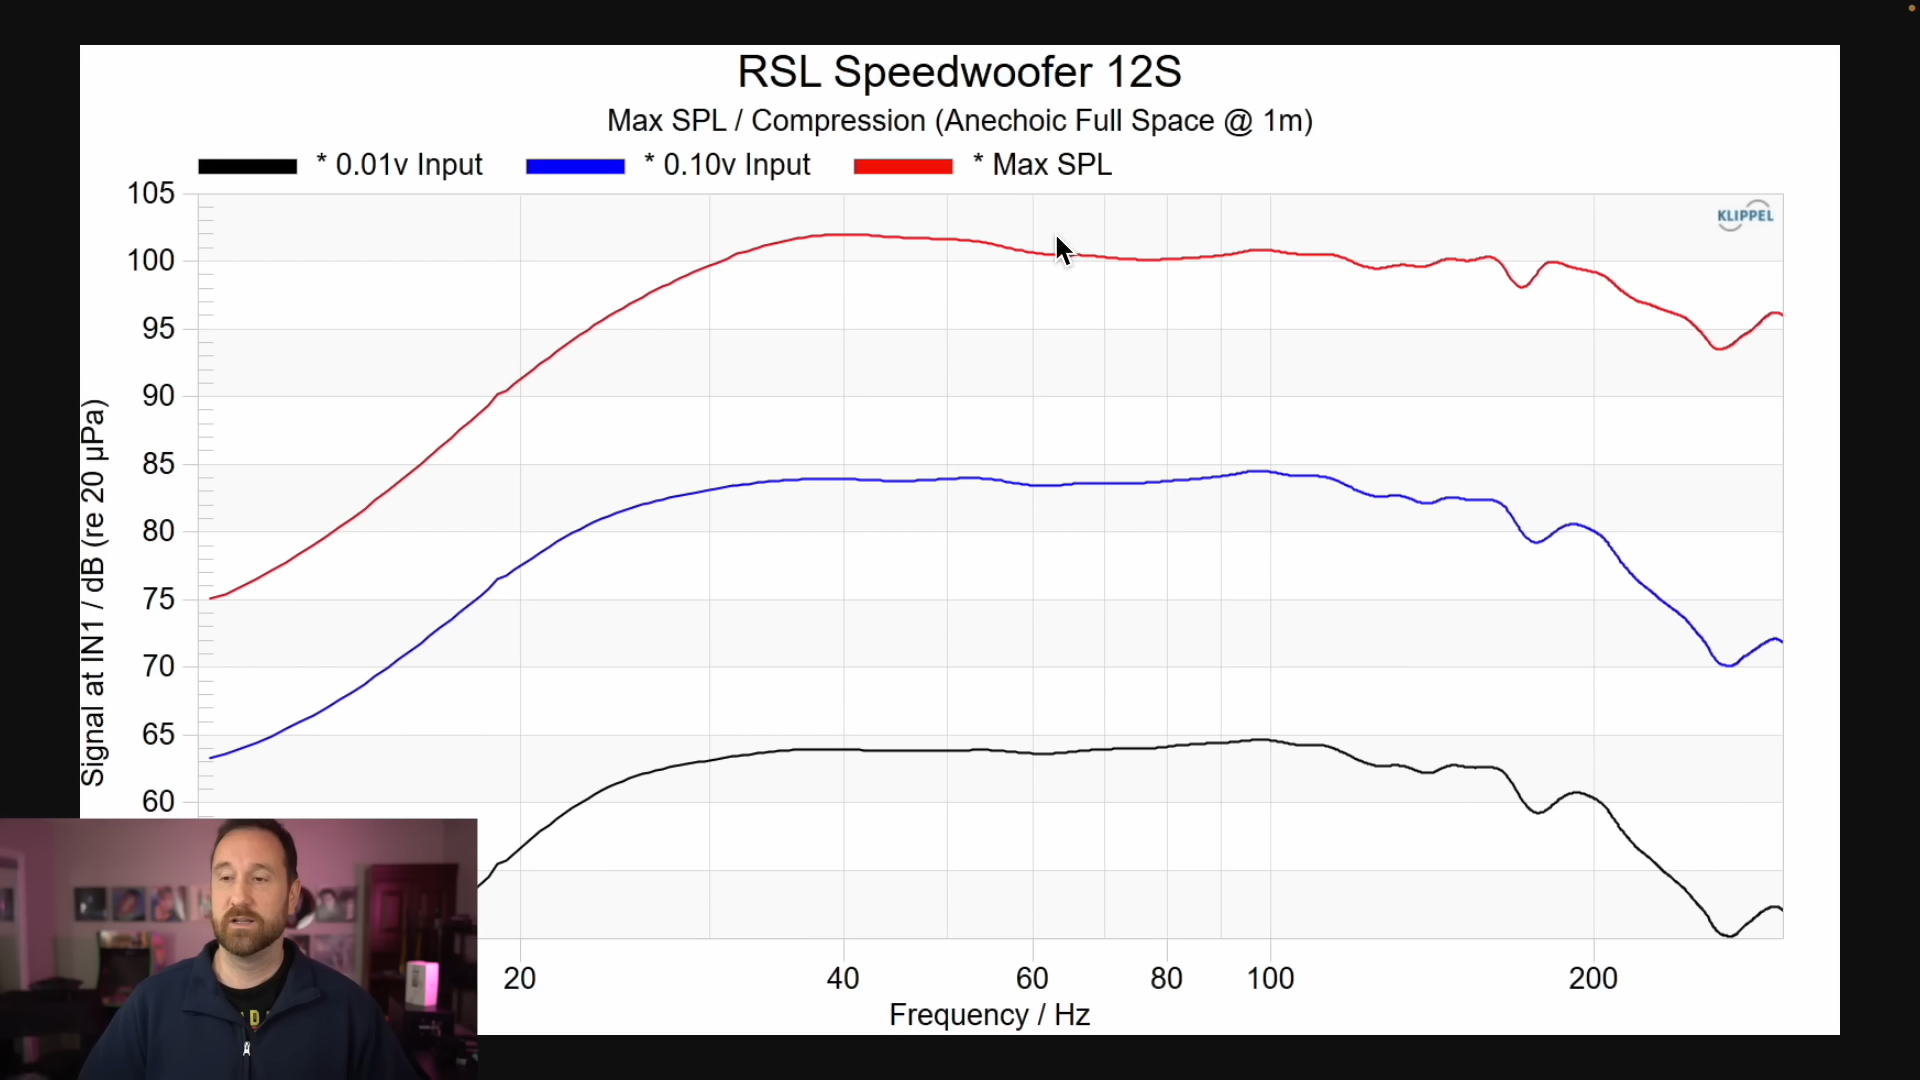 RSL Speedwoofer 12S
Max SPL / Compression (Anechoic Full Space @ 1m)
* 0.01v Input * 0.10v Input * Max SPL
KLIPPEL
105
100
95
90
85
80
75
70
65
60
Signal at IN1 / dB (re 20 µPa)
20 40 60 80 100 200
Frequency / Hz